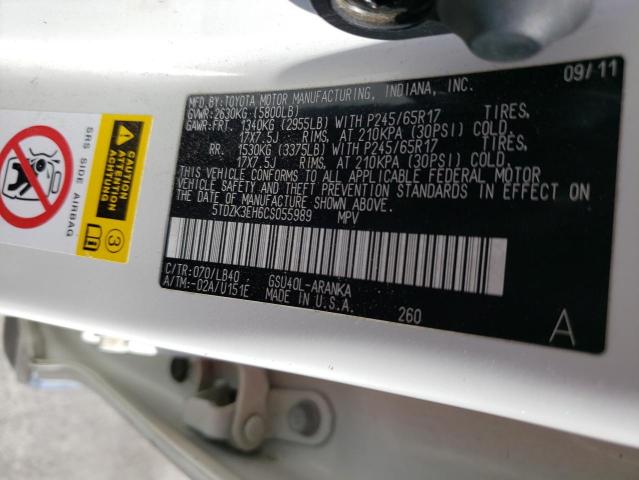 MFD. BY: TOYOTA MOTOR MANUFACTURING, INDIANA, INC. 09/11
GVWR: 2630KG (5800LB)
GAWR: FRT. 1340KG (2955LB) WITH P245/65R17 TIRES,
17X7.5J RIMS, AT 210KPA (30PSI) COLD.
RR. 1530KG (3375LB) WITH P245/65R17 TIRES,
17X7.5J RIMS, AT 210KPA (30PSI) COLD.
THIS VEHICLE CONFORMS TO ALL APPLICABLE FEDERAL MOTOR
VEHICLE SAFETY AND THEFT PREVENTION STANDARDS IN EFFECT ON
THE DATE OF MANUFACTURE SHOWN ABOVE.
5TDZK3EH6CS055989 MPV
C/TR: 070/LB40 GSU40L-ARANKA
A/TM: -02A/U151E MADE IN U.S.A.
260 A
SRS SIDE AIRBAG
CAUTION
ATTENTION
3